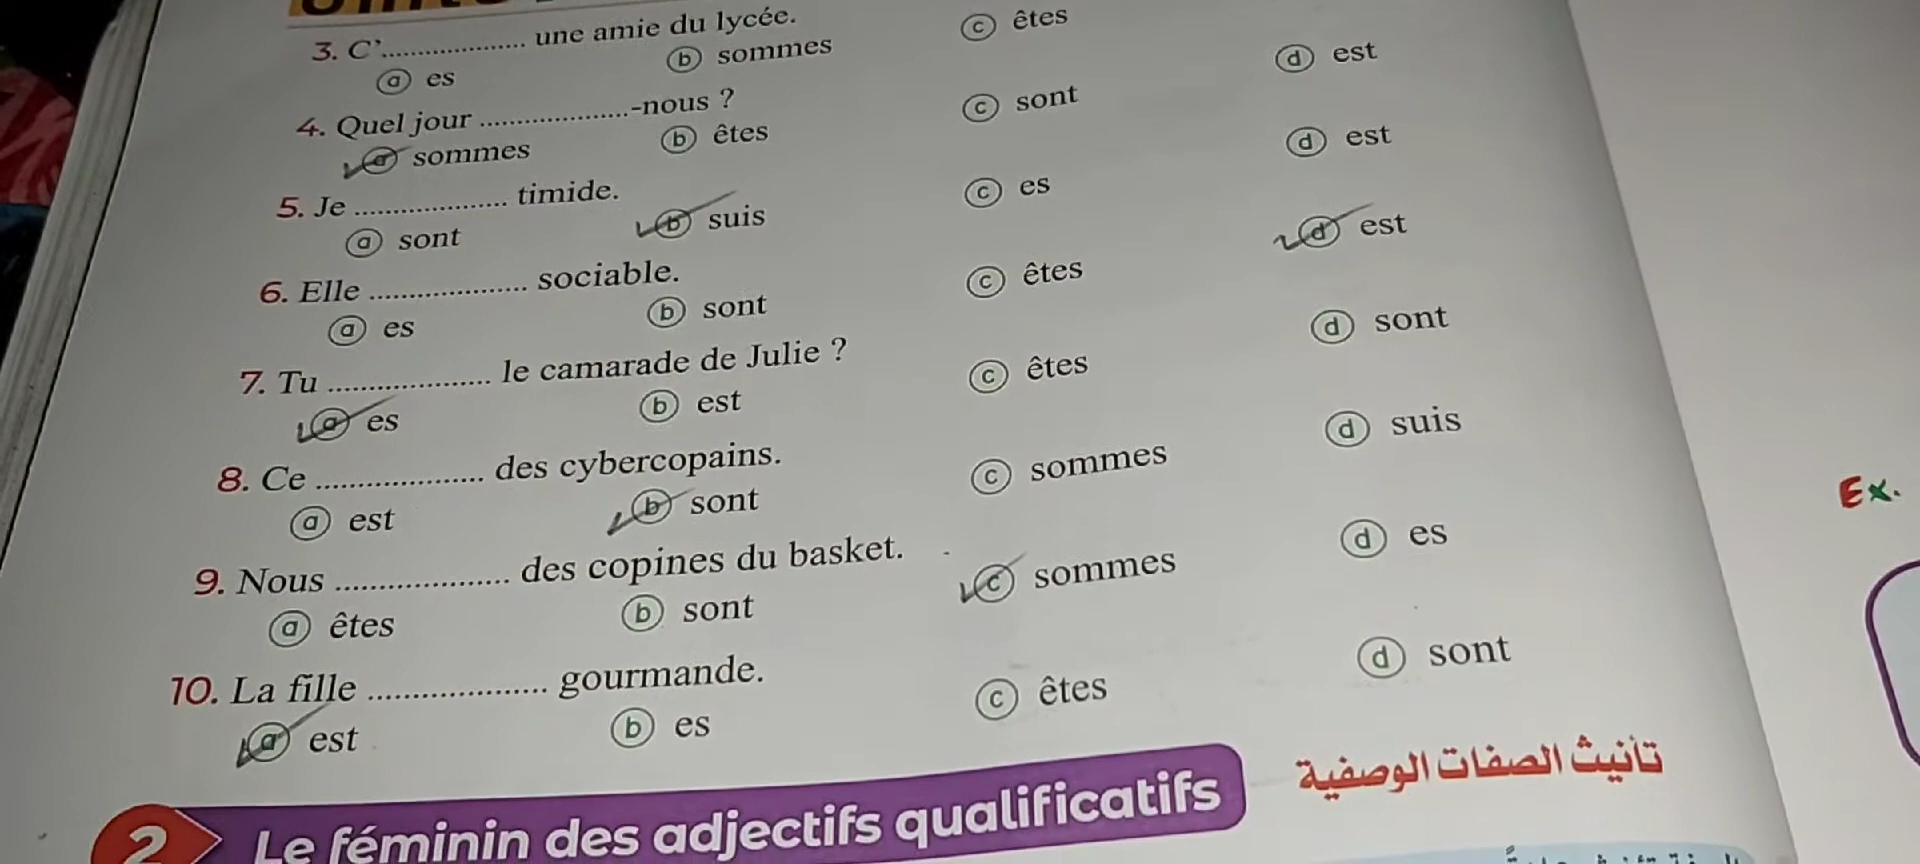 3. C'.................... une amie du lycée.
a es b sommes c êtes d est
4. Quel jour ....................-nous ?
a sommes b êtes c sont d est
5. Je .................... timide.
a sont b suis c es d est
6. Elle .................... sociable.
a es b sont c êtes d sont
7. Tu .................... le camarade de Julie ?
a es b est c êtes d suis
8. Ce .................... des cybercopains.
a est b sont c sommes d es
9. Nous .................... des copines du basket.
a êtes b sont c sommes d sont
10. La fille .................... gourmande.
a est b es c êtes
2 Le féminin des adjectifs qualificatifs تأنيث الصفات الوصفية
Ex.